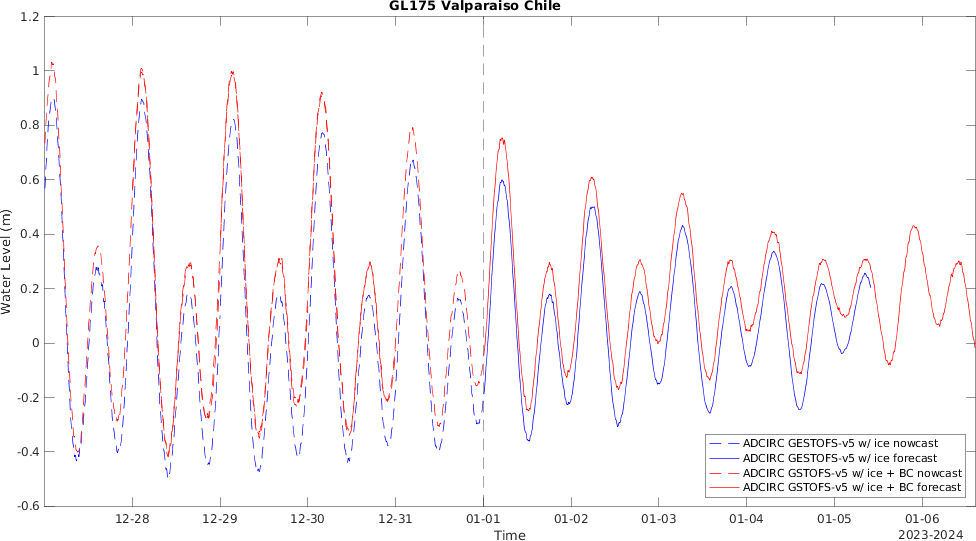 GL175 Valparaiso Chile
1.2
1
0.8
0.6
0.4
0.2
0
-0.2
-0.4
-0.6
Water Level (m)
12-28 12-29 12-30 12-31 01-01 01-02 01-03 01-04 01-05 01-06
Time
2023-2024
ADCIRC GESTOFS-v5 w/ ice nowcast
ADCIRC GESTOFS-v5 w/ ice forecast
ADCIRC GSTOFS-v5 w/ ice + BC nowcast
ADCIRC GSTOFS-v5 w/ ice + BC forecast